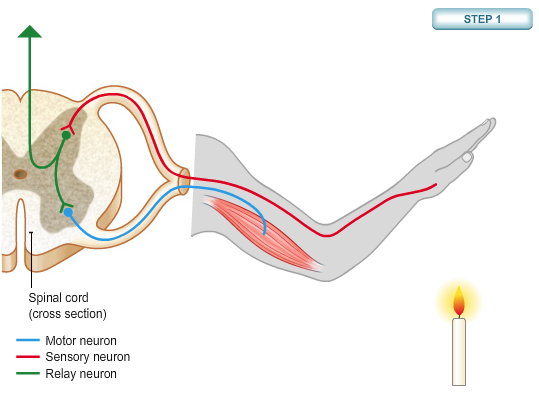 STEP 1
Spinal cord
(cross section)
Motor neuron
Sensory neuron
Relay neuron